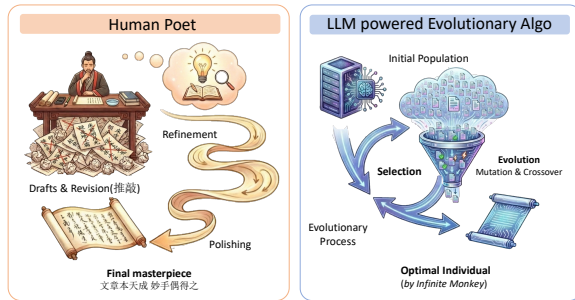 Human Poet
Refinement
Drafts & Revision(推敲)
Polishing
Final masterpiece
文章本天成 妙手偶得之
LLM powered Evolutionary Algo
Initial Population
Selection
Evolution
Mutation & Crossover
Evolutionary
Process
Optimal Individual
(by Infinite Monkey)